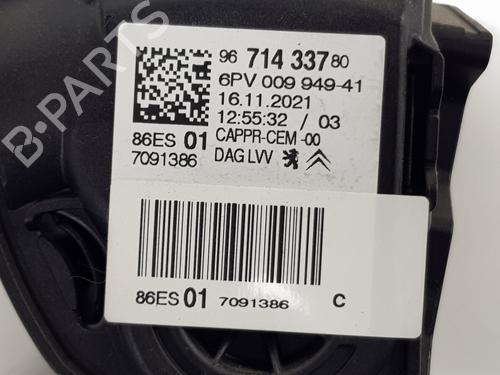 96 714 337 80
6PV 009 949-41
16.11.2021
12:55:32 / 03
86ES 01 CAPPR-CEM -00
7091386 DAG LVV
86ES 01 7091386 C